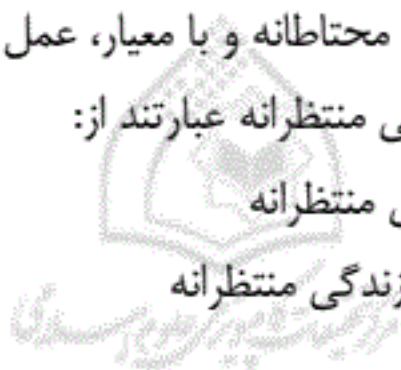 محتاطانه و با معیار، عمل
منتظرانه عبارتند از:
منتظرانه
زندگی منتظرانه